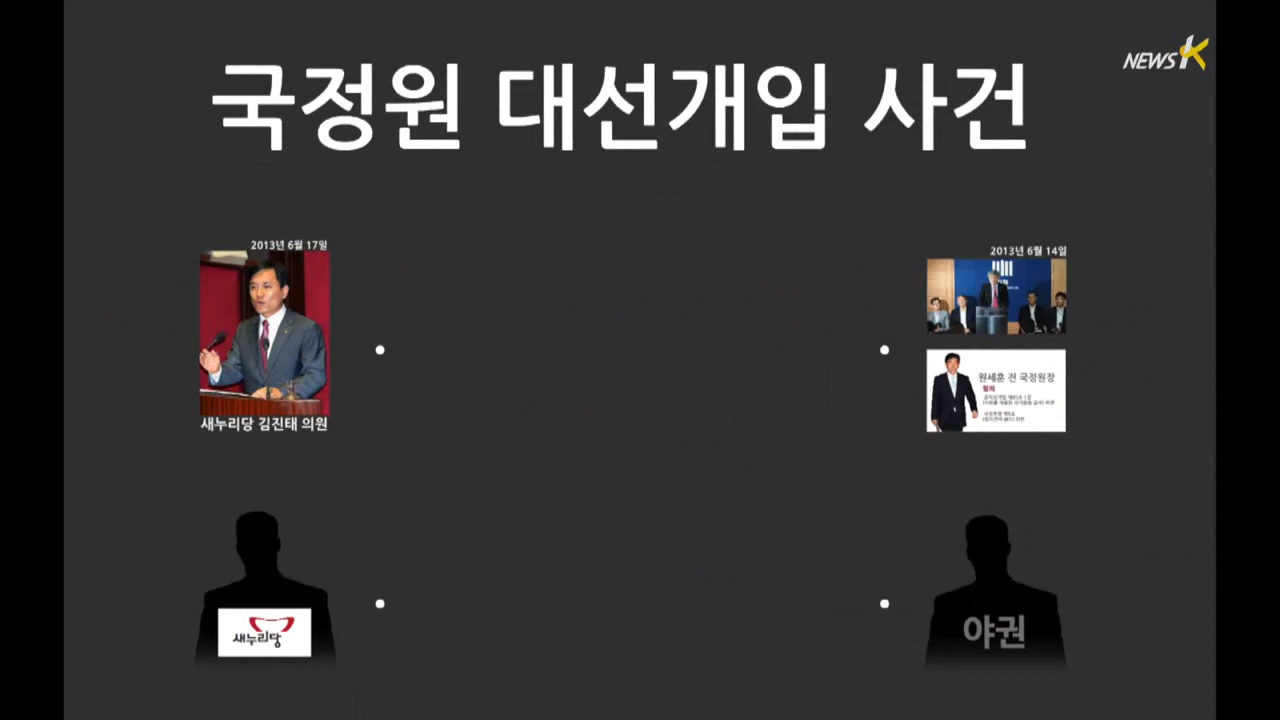 NEWS K
국정원 대선개입 사건
2013년 6월 17일
새누리당 김진태 의원
2013년 6월 14일
원세훈 전 국정원장
혐의
새누리당
야권